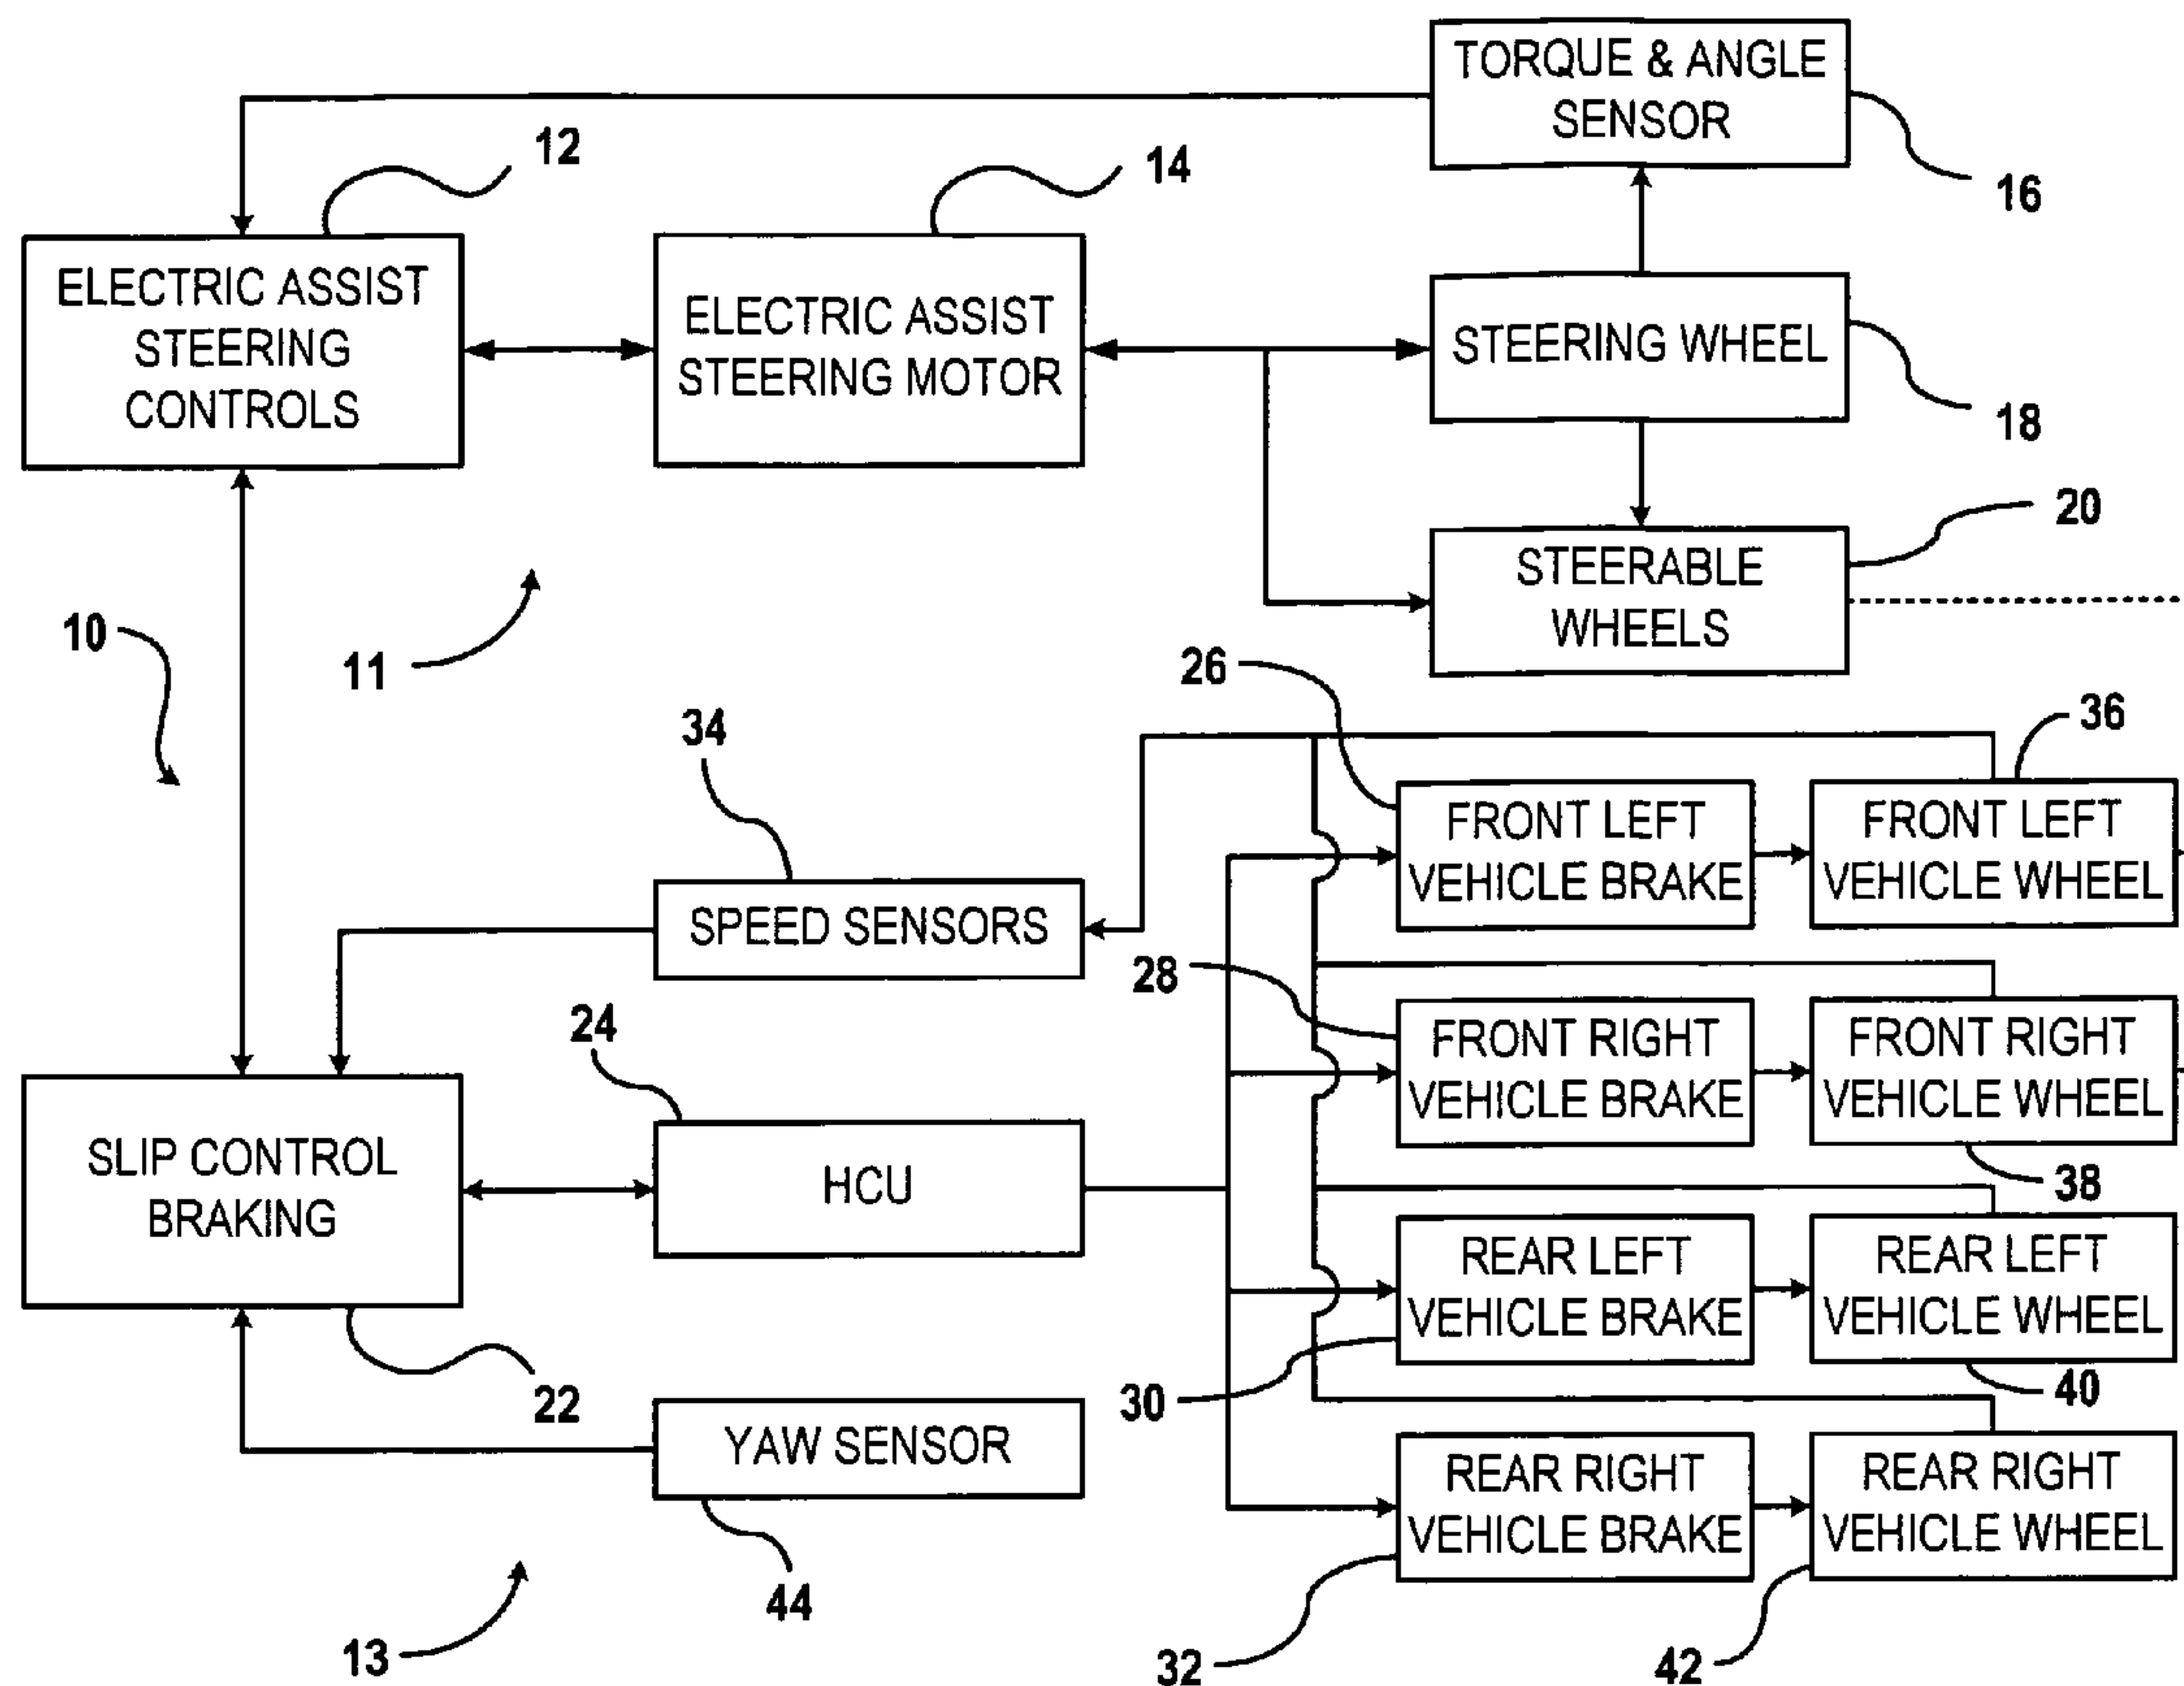 TORQUE & ANGLE
SENSOR
16
12
14
ELECTRIC ASSIST
STEERING
CONTROLS
ELECTRIC ASSIST
STEERING MOTOR
STEERING WHEEL
18
20
STEERABLE
WHEELS
10
11
26
34
36
FRONT LEFT
VEHICLE BRAKE
FRONT LEFT
VEHICLE WHEEL
SPEED SENSORS
28
24
FRONT RIGHT
VEHICLE BRAKE
FRONT RIGHT
VEHICLE WHEEL
38
SLIP CONTROL
BRAKING
HCU
REAR LEFT
VEHICLE BRAKE
REAR LEFT
VEHICLE WHEEL
22
30
40
YAW SENSOR
REAR RIGHT
VEHICLE BRAKE
REAR RIGHT
VEHICLE WHEEL
44
13
32
42